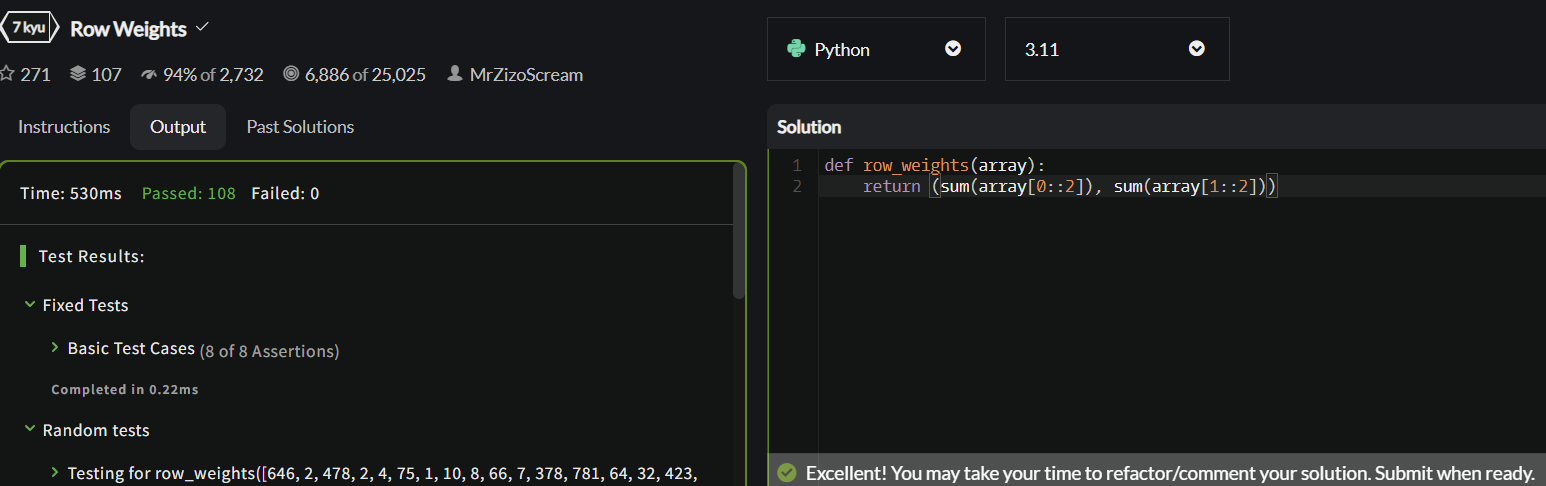 7 kyu Row Weights
271 107 94% of 2,732 6,886 of 25,025 MrZizoScream
Instructions Output Past Solutions
Time: 530ms Passed: 108 Failed: 0
Test Results:
Fixed Tests
Basic Test Cases (8 of 8 Assertions)
Completed in 0.22ms
Random tests
Testing for row_weights([646, 2, 478, 2, 4, 75, 1, 10, 8, 66, 7, 378, 781, 64, 32, 423,
Python 3.11
Solution
1 def row_weights(array):
2 return (sum(array[0::2]), sum(array[1::2]))
Excellent! You may take your time to refactor/comment your solution. Submit when ready.